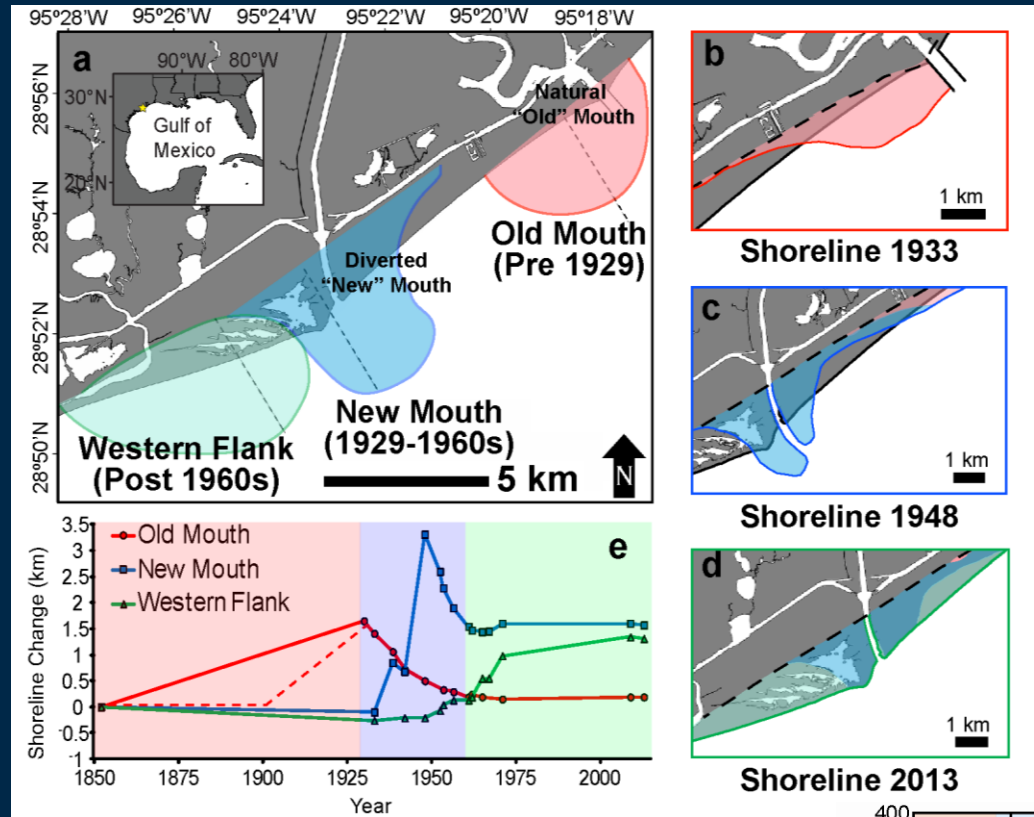 95°28'W 95°26'W 95°24'W 95°22'W 95°20'W 95°18'W
a
90°W 80°W
30°N
Gulf of
Mexico
20°N
28°56'N
28°54'N
28°52'N
28°50'N
Natural
"Old" Mouth
Old Mouth
(Pre 1929)
Diverted
"New" Mouth
New Mouth
(1929-1960s)
Western Flank
(Post 1960s)
5 km
N
b
1 km
Shoreline 1933
c
1 km
Shoreline 1948
d
1 km
Shoreline 2013
e
Old Mouth
New Mouth
Western Flank
Shoreline Change (km)
3.5
3
2.5
2
1.5
1
0.5
0
-0.5
-1
1850 1875 1900 1925 1950 1975 2000
Year
400